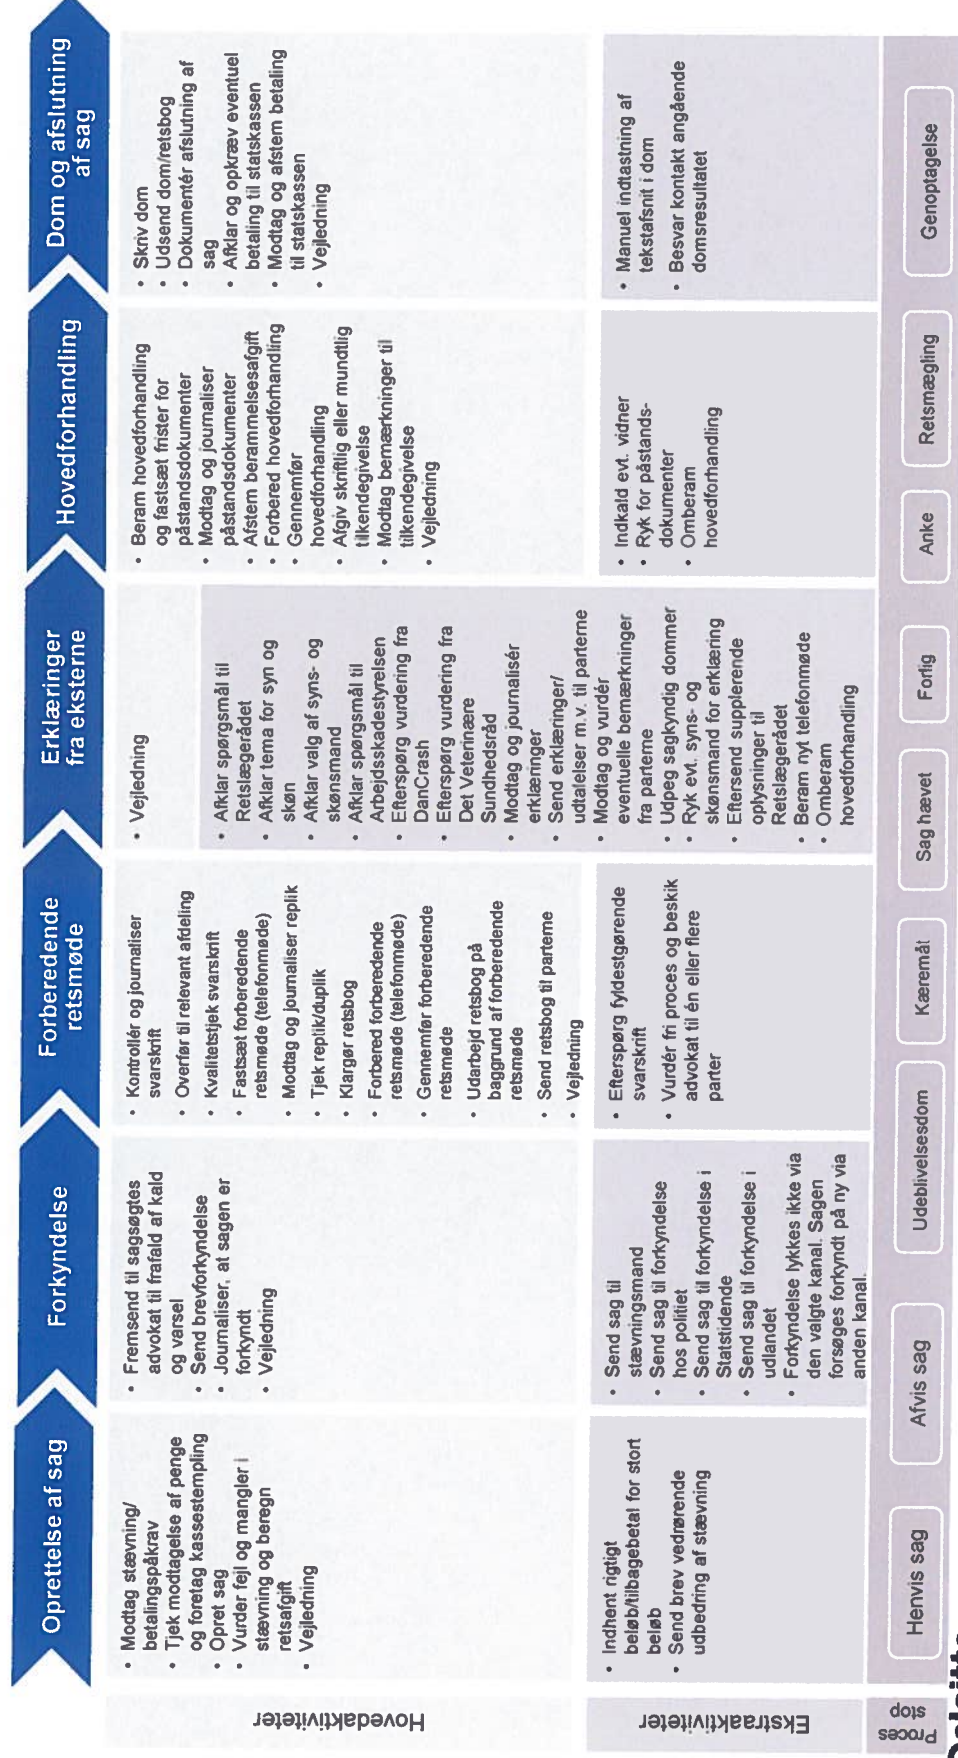 Oprettelse af sag
Forkyndelse
Forberedende
retsmøde
Erklæringer
fra eksterne
Hovedforhandling
Dom og afslutning
af sag
Hovedaktiviteter
• Modtag stævning/
betalingspåkrav
• Tjek modtagelse af penge
og foretag kassestempling
• Opret sag
• Vurder fejl og mangler i
stævning og beregn
retsafgift
• Vejledning
• Fremsend til sagsøgtes
advokat til frafald af kald
og varsel
• Send brevforkyndelse
• Journaliser, at sagen er
forkyndt
• Vejledning
• Kontrollér og journaliser
svarskrift
• Overfør til relevant afdeling
• Kvalitetstjek svarskrift
• Fastsæt forberedende
retsmøde (telefonmøde)
• Modtag og journaliser replik
• Tjek replik/duplik
• Klargør retsbog
• Forbered forberedende
retsmøde (telefonmøde)
• Gennemfør forberedende
retsmøde
• Udarbejd retsbog på
baggrund af forberedende
retsmøde
• Send retsbog til parterne
• Vejledning
• Vejledning
• Afklar spørgsmål til
Retslægerådet
• Afklar tema for syn og
skøn
• Afklar valg af syns- og
skønsmand
• Afklar spørgsmål til
Arbejdsskadestyrelsen
• Efterspørg vurdering fra
DanCrash
• Efterspørg vurdering fra
Det Veterinære
Sundhedsråd
• Modtag og journalisér
erklæringer
• Send erklæringer/
udtalelser m.v. til parterne
• Modtag og vurdér
eventuelle bemærkninger
fra parterne
• Udpeg sagkyndig dommer
• Ryk evt. syns- og
skønsmand for erklæring
• Eftersend supplerende
oplysninger til
Retslægerådet
• Beram nyt telefonmøde
• Omberam
hovedforhandling
• Beram hovedforhandling
og fastsæt frister for
påstandsdokumenter
• Modtag og journaliser
påstandsdokumenter
• Afstem berammelsesafgift
• Forbered hovedforhandling
• Gennemfør
hovedforhandling
• Afgiv skriftlig eller mundtlig
tilkendegivelse
• Modtag bemærkninger til
tilkendegivelse
• Vejledning
• Skriv dom
• Udsend dom/retsbog
• Dokumentér afslutning af
sag
• Afklar og opkræv eventuel
betaling til statskassen
• Modtag og afstem betaling
til statskassen
• Vejledning
Ekstraaktiviteter
• Indhent rigtigt
beløb/tilbagebetal for stort
beløb
• Send brev vedrørende
udbedring af stævning
• Send sag til
stævningsmand
• Send sag til forkyndelse
hos politiet
• Send sag til forkyndelse i
Statstidende
• Send sag til forkyndelse i
udlandet
• Forkyndelse lykkes ikke via
den valgte kanal. Sagen
forsøges forkyndt på ny via
anden kanal.
• Efterspørg fyldestgørende
svarskrift
• Vurdér fri proces og beskik
advokat til én eller flere
parter
• Indkald evt. vidner
• Ryk for påstands-
dokumenter
• Omberam
hovedforhandling
• Manuel indtastning af
tekstafsnit i dom
• Besvar kontakt angående
domsresultatet
Proces
stop
Henvis sag
Afvis sag
Udeblivelsesdom
Kæremål
Sag hævet
Forlig
Anke
Retsmægling
Genoptagelse
Deloitte